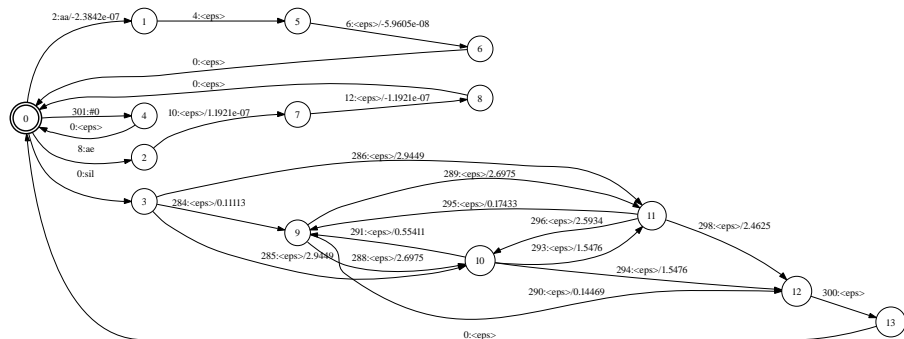 2:aa/-2.3842e-07
1
4:<eps>
5
6:<eps>/-5.9605e-08
6
0:<eps>
0:<eps>
0
301:#0
4
0:<eps>
10:<eps>/1.1921e-07
7
12:<eps>/-1.1921e-07
8
8:ae
2
0:sil
3
286:<eps>/2.9449
289:<eps>/2.6975
284:<eps>/0.11113
295:<eps>/0.17433
11
9
296:<eps>/2.5934
298:<eps>/2.4625
291:<eps>/0.55411
293:<eps>/1.5476
285:<eps>/2.9449
288:<eps>/2.6975
10
294:<eps>/1.5476
290:<eps>/0.14469
12
300:<eps>
13
0:<eps>